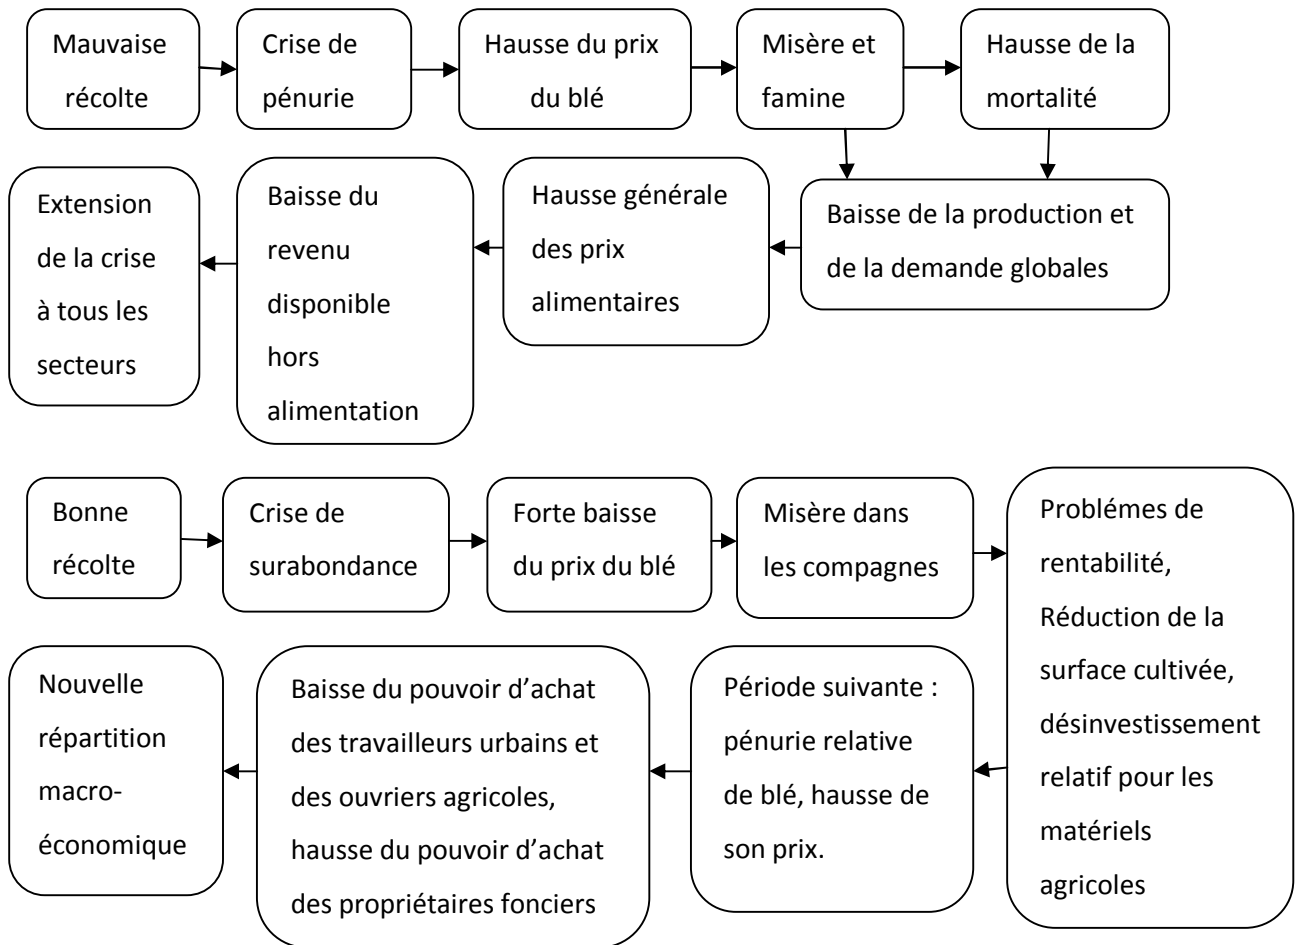 Mauvaise
récolte
Crise de
pénurie
Hausse du prix
du blé
Misère et
famine
Hausse de la
mortalité
Baisse de la production et
de la demande globales
Hausse générale
des prix
alimentaires
Baisse du
revenu
disponible
hors
alimentation
Extension
de la crise
à tous les
secteurs
Bonne
récolte
Crise de
surabondance
Forte baisse
du prix du blé
Misère dans
les compagnes
Problémes de
rentabilité,
Réduction de la
surface cultivée,
désinvestissement
relatif pour les
matériels
agricoles
Période suivante :
pénurie relative
de blé, hausse de
son prix.
Baisse du pouvoir d’achat
des travailleurs urbains et
des ouvriers agricoles,
hausse du pouvoir d’achat
des propriétaires fonciers
Nouvelle
répartition
macro-
économique